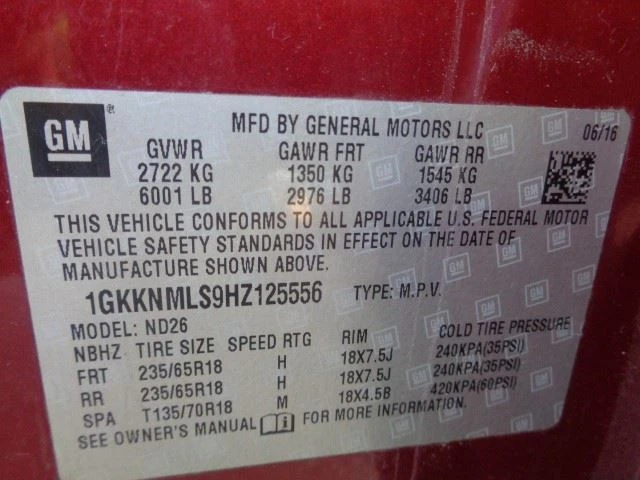 GM ®
MFD BY GENERAL MOTORS LLC 06/16
GVWR GAWR FRT GAWR RR
2722 KG 1350 KG 1545 KG
6001 LB 2976 LB 3406 LB
THIS VEHICLE CONFORMS TO ALL APPLICABLE U.S. FEDERAL MOTOR
VEHICLE SAFETY STANDARDS IN EFFECT ON THE DATE OF
MANUFACTURE SHOWN ABOVE.
1GKKNMLS9HZ125556 TYPE: M.P.V.
MODEL: ND26
NBHZ TIRE SIZE SPEED RTG RIM COLD TIRE PRESSURE
FRT 235/65R18 H 18X7.5J 240KPA(35PSI)
RR 235/65R18 H 18X7.5J 240KPA(35PSI)
SPA T135/70R18 M 18X4.5B 420KPA(60PSI)
SEE OWNER'S MANUAL i FOR MORE INFORMATION.